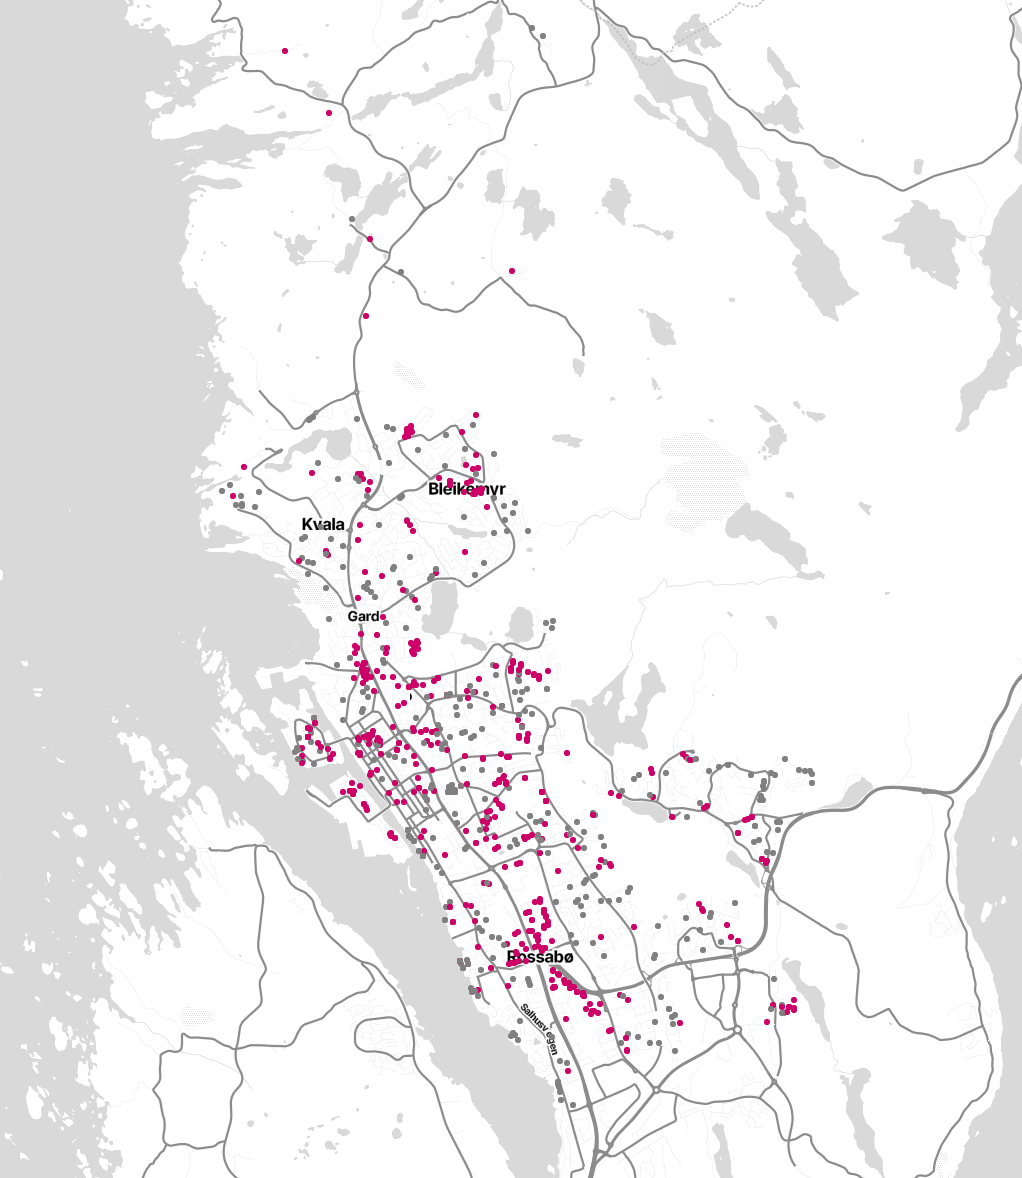 Bleikemyr
Kvala
Gard
Rossabø
Salhusvegen